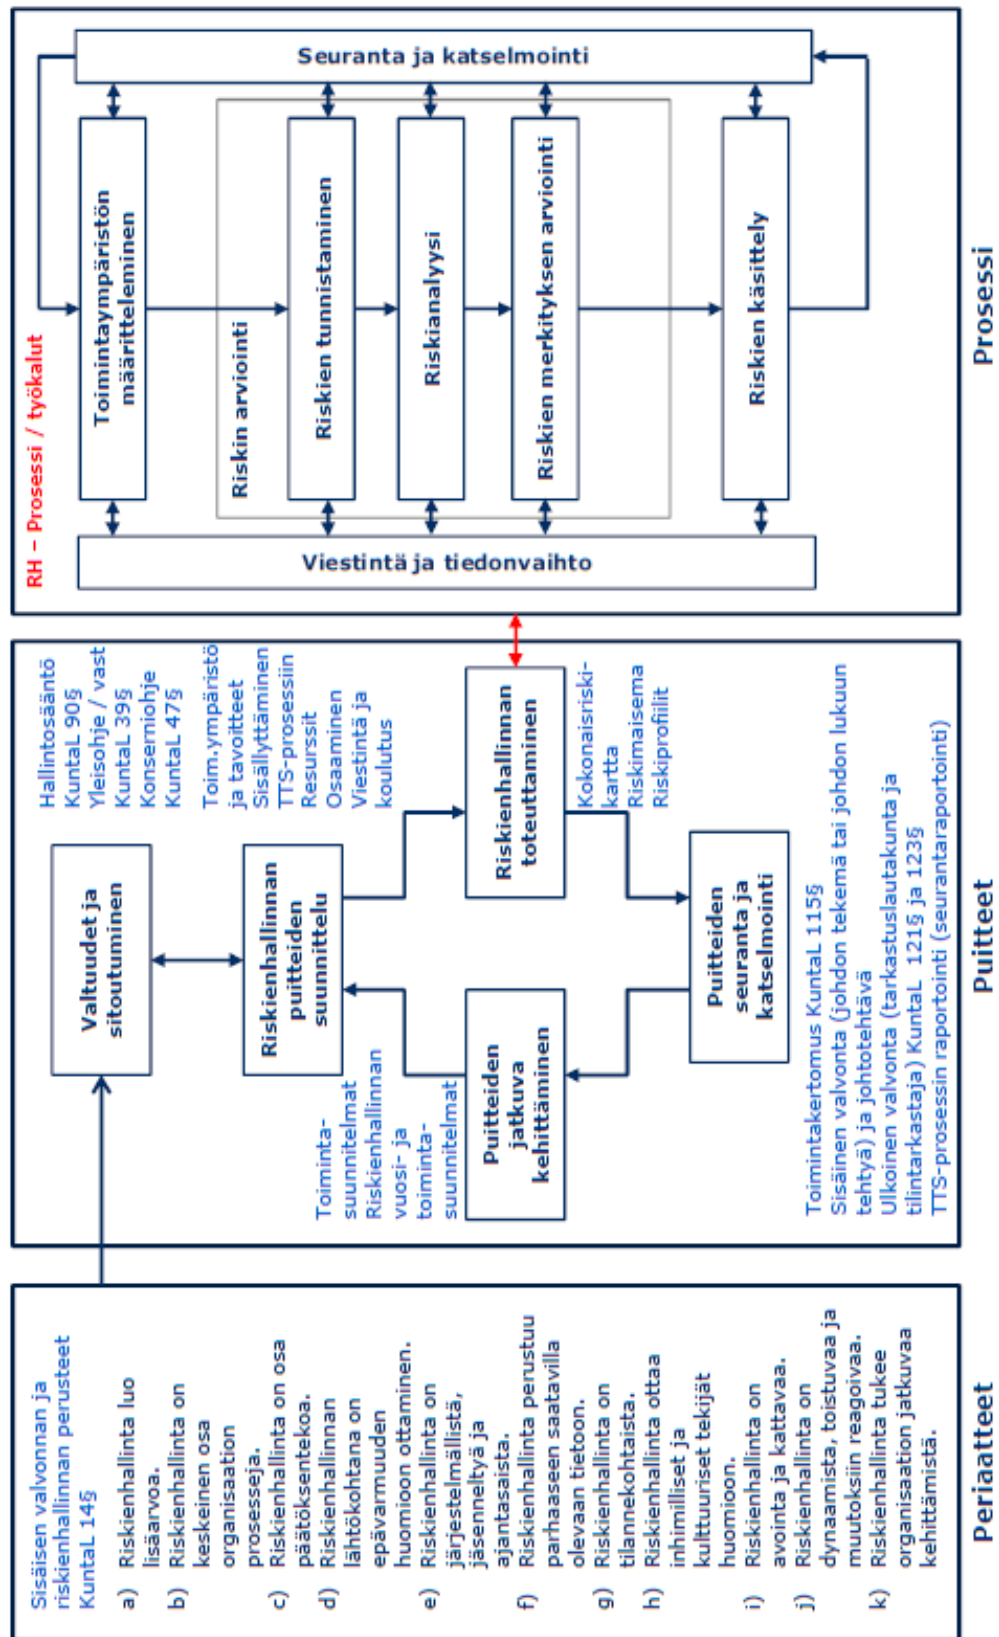 Sisäisen valvonnan ja
riskienhallinnan perusteet
KuntaL 14§
a) Riskienhallinta luo
lisäarvoa.
b) Riskienhallinta on
keskeinen osa
organisaation
prosesseja.
c) Riskienhallinta on osa
päätöksentekoa.
d) Riskienhallinnan
lähtökohtana on
epävarmuuden
huomioon ottaminen.
e) Riskienhallinta on
järjestelmällistä,
jäsenneltyä ja
ajantasaista.
f) Riskienhallinta perustuu
parhaaseen saatavilla
olevaan tietoon.
g) Riskienhallinta on
tilannekohtaista.
h) Riskienhallinta ottaa
inhimilliset ja
kulttuuriset tekijät
huomioon.
i) Riskienhallinta on
avointa ja kattavaa.
j) Riskienhallinta on
dynaamista, toistuvaa ja
muutoksiin reagoivaa.
k) Riskienhallinta tukee
organisaation jatkuvaa
kehittämistä.
Periaatteet
Valtuudet ja
sitoutuminen
Hallintosääntö
KuntaL 90§
Yleisohje / vast
KuntaL 39§
Konserniohje
KuntaL 47§
Riskienhallinnan
puitteiden
suunnittelu
Toim.ympäristö
ja tavoitteet
Sisällyttäminen
TTS-prosessiin
Resurssit
Osaaminen
Viestintä ja
koulutus
Toiminta-
suunnitelmat
Riskienhallinnan
vuosi- ja
toiminta-
suunnitelmat
Puitteiden
jatkuva
kehittäminen
Riskienhallinnan
toteuttaminen
Kokonaisriski-
kartta
Riskimaisema
Riskiprofiilit
Puitteiden
seuranta ja
katselmointi
Toimintakertomus KuntaL 115§
Sisäinen valvonta (johdon tekemä tai johdon lukuun
tehtyä) ja johtotehtävä
Ulkoinen valvonta (tarkastuslautakunta ja
tilintarkastaja) KuntaL 121§ ja 123§
TTS-prosessin raportointi (seurantaraportointi)
Puitteet
RH – Prosessi / työkalut
Viestintä ja tiedonvaihto
Toimintaympäristön
määritteleminen
Riskin arviointi
Riskien tunnistaminen
Riskianalyysi
Riskien merkityksen arviointi
Riskien käsittely
Seuranta ja katselmointi
Prosessi